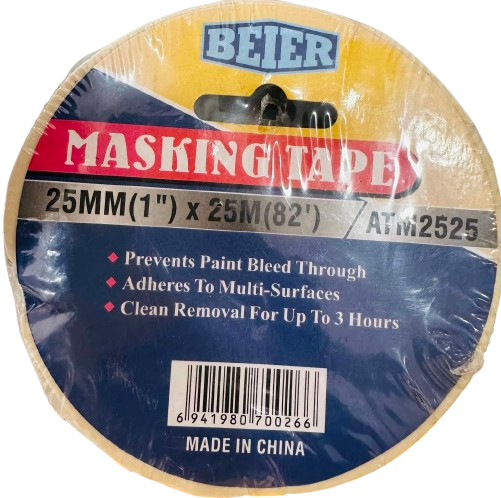 BEIER
MASKING TAPE
25MM(1") x 25M(82') ATM2525
Prevents Paint Bleed Through
Adheres To Multi-Surfaces
Clean Removal For Up To 3 Hours
6 941980 700266
MADE IN CHINA